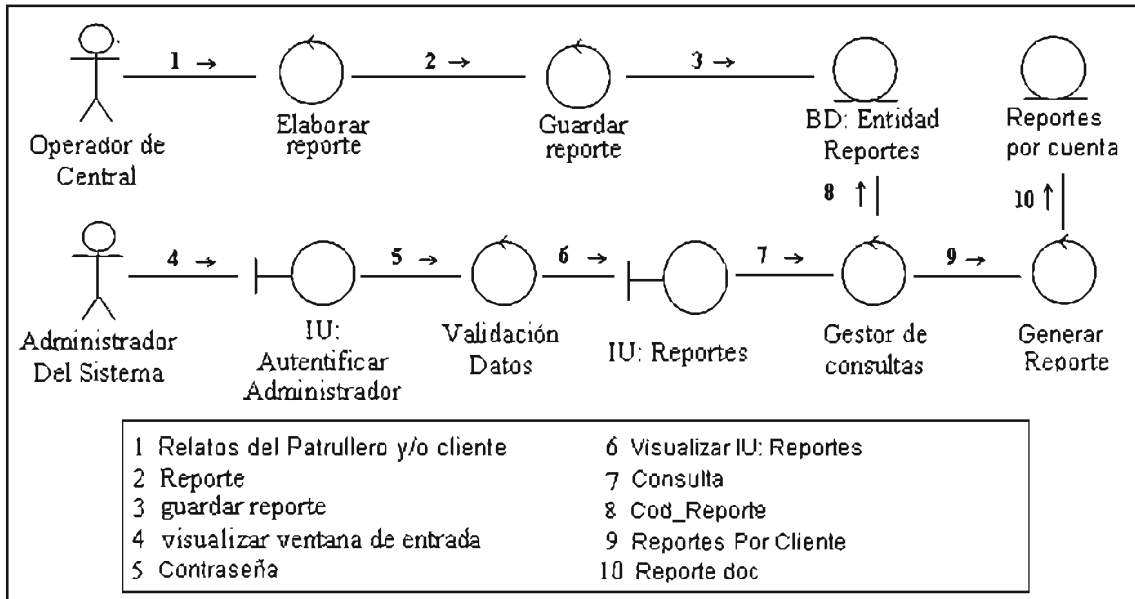 1 →
2 →
3 →
Operador de
Central
Elaborar
reporte
Guardar
reporte
BD: Entidad
Reportes
Reportes
por cuenta
8 ↑
10 ↑
4 →
5 →
6 →
7 →
9 →
Administrador
Del Sistema
IU:
Autentificar
Administrador
Validación
Datos
IU: Reportes
Gestor de
consultas
Generar
Reporte
1 Relatos del Patrullero y/o cliente
2 Reporte
3 guardar reporte
4 visualizar ventana de entrada
5 Contraseña
6 Visualizar IU: Reportes
7 Consulta
8 Cod_Reporte
9 Reportes Por Cliente
10 Reporte doc